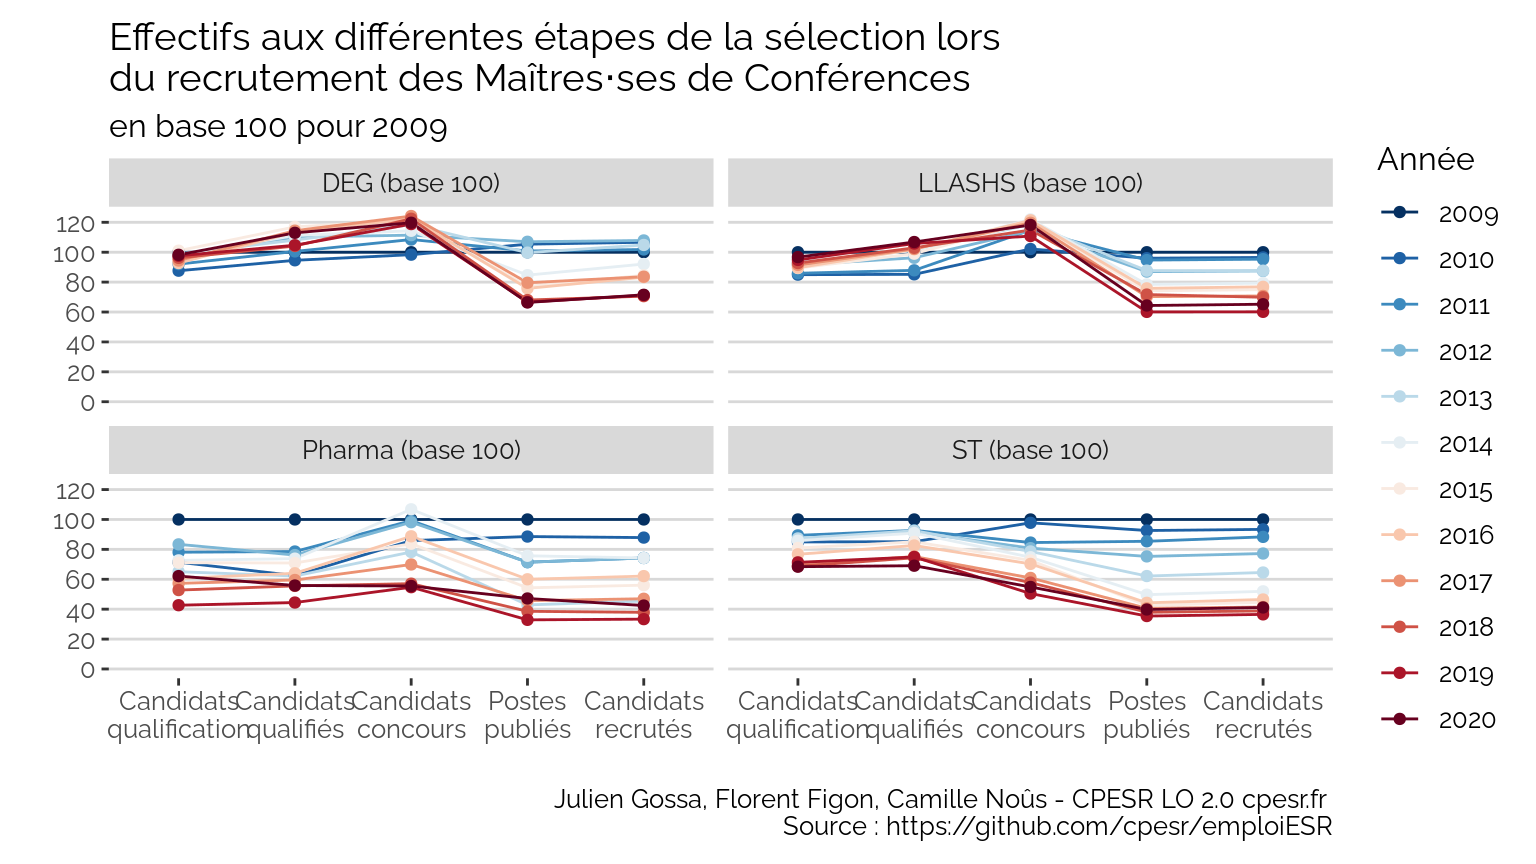 Effectifs aux différentes étapes de la sélection lors
du recrutement des Maîtres·ses de Conférences
en base 100 pour 2009
DEG (base 100)
LLASHS (base 100)
120
100
80
60
40
20
0
Pharma (base 100)
ST (base 100)
120
100
80
60
40
20
0
Candidats Candidats Candidats Postes Candidats
qualification qualifiés concours publiés recrutés
Candidats Candidats Candidats Postes Candidats
qualification qualifiés concours publiés recrutés
Année
2009
2010
2011
2012
2013
2014
2015
2016
2017
2018
2019
2020
Julien Gossa, Florent Figon, Camille Noûs - CPESR LO 2.0 cpesr.fr
Source : https://github.com/cpesr/emploiESR